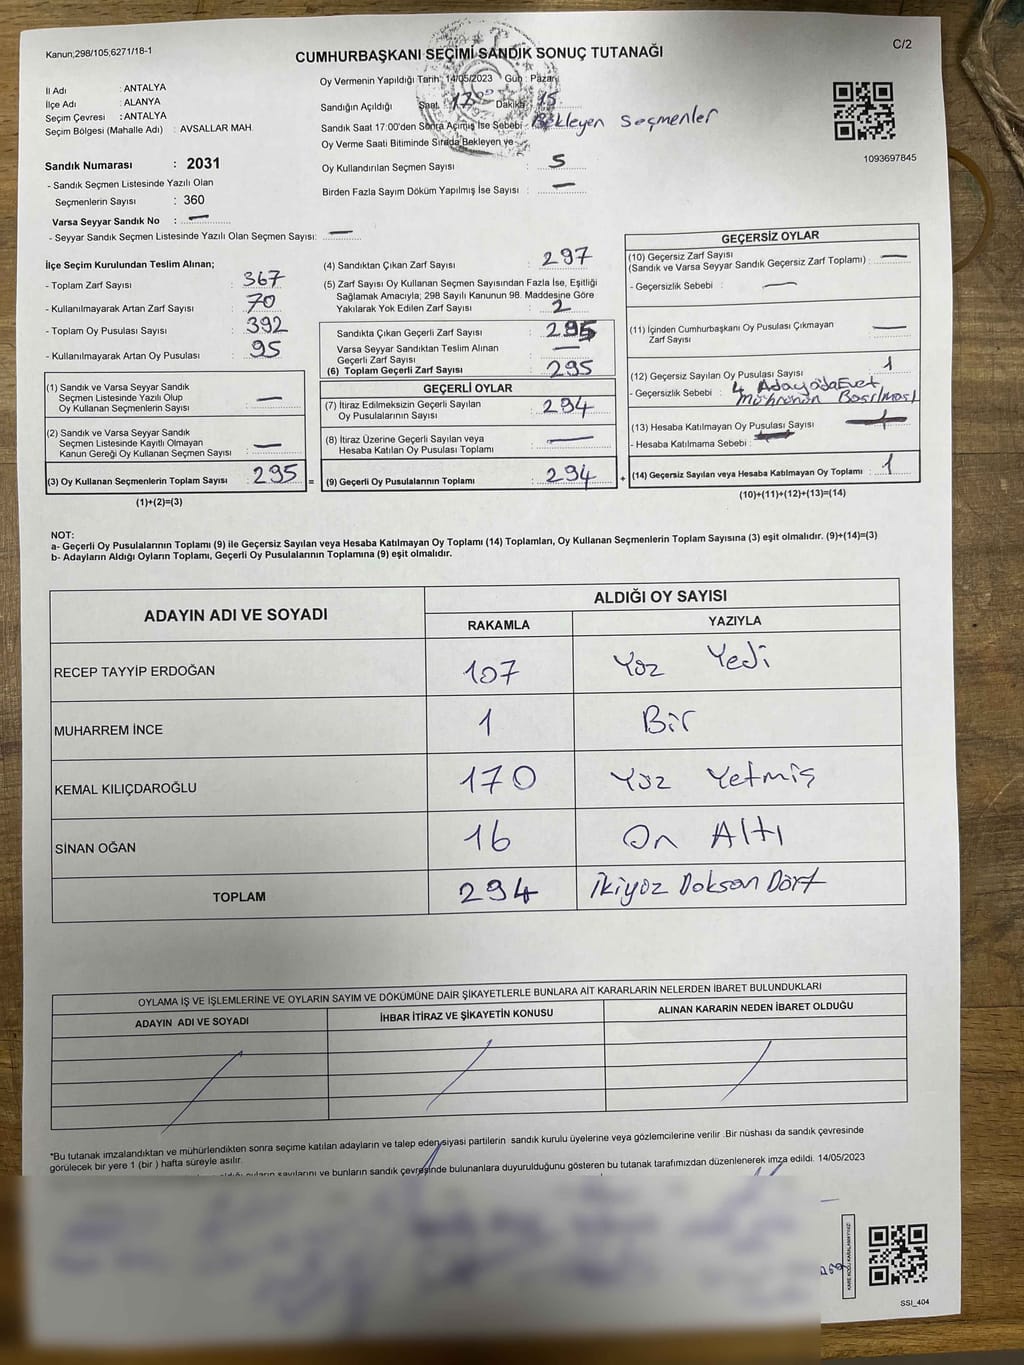 Kanun;298/105,6271/18-1
C/2
CUMHURBAŞKANI SEÇİMİ SANDIK SONUÇ TUTANAĞI
İl Adı : ANTALYA
İlçe Adı : ALANYA
Seçim Çevresi : ANTALYA
Seçim Bölgesi (Mahalle Adı) : AVSALLAR MAH.
Sandık Numarası : 2031
- Sandık Seçmen Listesinde Yazılı Olan
Seçmenlerin Sayısı : 360
Varsa Seyyar Sandık No : —
- Seyyar Sandık Seçmen Listesinde Yazılı Olan Seçmen Sayısı: —
Oy Vermenin Yapıldığı Tarih: 14/05/2023 Gün : Pazar
Sandığın Açıldığı Saat : 17:00 Dakika : 15
Sandık Saat 17:00'den Sonra Açılmış İse Sebebi : Bekleyen Seçmenler
Oy Verme Saati Bitiminde Sırada Bekleyen ve
Oy Kullandırılan Seçmen Sayısı : 5
Birden Fazla Sayım Döküm Yapılmış İse Sayısı : —
1093697845
İlçe Seçim Kurulundan Teslim Alınan;
- Toplam Zarf Sayısı : 367
- Kullanılmayarak Artan Zarf Sayısı : 70
- Toplam Oy Pusulası Sayısı : 392
- Kullanılmayarak Artan Oy Pusulası : 95
(1) Sandık ve Varsa Seyyar Sandık
Seçmen Listesinde Yazılı Olup
Oy Kullanan Seçmenlerin Sayısı : —
(2) Sandık ve Varsa Seyyar Sandık
Seçmen Listesinde Kayıtlı Olmayan
Kanun Gereği Oy Kullanan Seçmen Sayısı : —
(3) Oy Kullanan Seçmenlerin Toplam Sayısı : 295 =
(1)+(2)=(3)
(4) Sandıktan Çıkan Zarf Sayısı : 297
(5) Zarf Sayısı Oy Kullanan Seçmen Sayısından Fazla İse, Eşitliği
Sağlamak Amacıyla; 298 Sayılı Kanunun 98. Maddesine Göre
Yakılarak Yok Edilen Zarf Sayısı : 2
Sandıkta Çıkan Geçerli Zarf Sayısı : 295
Varsa Seyyar Sandıktan Teslim Alınan
Geçerli Zarf Sayısı : —
(6) Toplam Geçerli Zarf Sayısı : 295
GEÇERLİ OYLAR
(7) İtiraz Edilmeksizin Geçerli Sayılan
Oy Pusulalarının Sayısı : 294
(8) İtiraz Üzerine Geçerli Sayılan veya
Hesaba Katılan Oy Pusulası Toplamı : —
(9) Geçerli Oy Pusulalarının Toplamı : 294 +
GEÇERSİZ OYLAR
(10) Geçersiz Zarf Sayısı
(Sandık ve Varsa Seyyar Sandık Geçersiz Zarf Toplamı) : —
- Geçersizlik Sebebi : —
(11) İçinden Cumhurbaşkanı Oy Pusulası Çıkmayan
Zarf Sayısı : —
(12) Geçersiz Sayılan Oy Pusulası Sayısı : 1
- Geçersizlik Sebebi : 4 Adayada Evet
Mührünün Basılması
(13) Hesaba Katılmayan Oy Pusulası Sayısı :
- Hesaba Katılmama Sebebi :
(14) Geçersiz Sayılan veya Hesaba Katılmayan Oy Toplamı : 1
(10)+(11)+(12)+(13)=(14)
NOT:
a- Geçerli Oy Pusulalarının Toplamı (9) ile Geçersiz Sayılan veya Hesaba Katılmayan Oy Toplamı (14) Toplamları, Oy Kullanan Seçmenlerin Toplam Sayısına (3) eşit olmalıdır. (9)+(14)=(3)
b- Adayların Aldığı Oyların Toplamı, Geçerli Oy Pusulalarının Toplamına (9) eşit olmalıdır.
ADAYIN ADI VE SOYADI
ALDIĞI OY SAYISI
RAKAMLA YAZIYLA
RECEP TAYYİP ERDOĞAN 107 Yüz Yedi
MUHARREM İNCE 1 Bir
KEMAL KILIÇDAROĞLU 170 Yüz Yetmiş
SİNAN OĞAN 16 On Altı
TOPLAM 294 İkiyüz Doksan Dört
OYLAMA İŞ VE İŞLEMLERİNE VE OYLARIN SAYIM VE DÖKÜMÜNE DAİR ŞİKAYETLERLE BUNLARA AİT KARARLARIN NELERDEN İBARET BULUNDUKLARI
ADAYIN ADI VE SOYADI İHBAR İTİRAZ VE ŞİKAYETİN KONUSU ALINAN KARARIN NEDEN İBARET OLDUĞU
*Bu tutanak imzalandıktan ve mühürlendikten sonra seçime katılan adayların ve talep eden siyasi partilerin sandık kurulu üyelerine veya gözlemcilerine verilir .Bir nüshası da sandık çevresinde
görülecek bir yere 1 (bir ) hafta süreyle asılır.
oyların sayılarını ve bunların sandık çevresinde bulunanlara duyurulduğunu gösteren bu tutanak tarafımızdan düzenlenerek imza edildi. 14/05/2023
KARE KODU KARALAMAYINIZ!
SSI_404